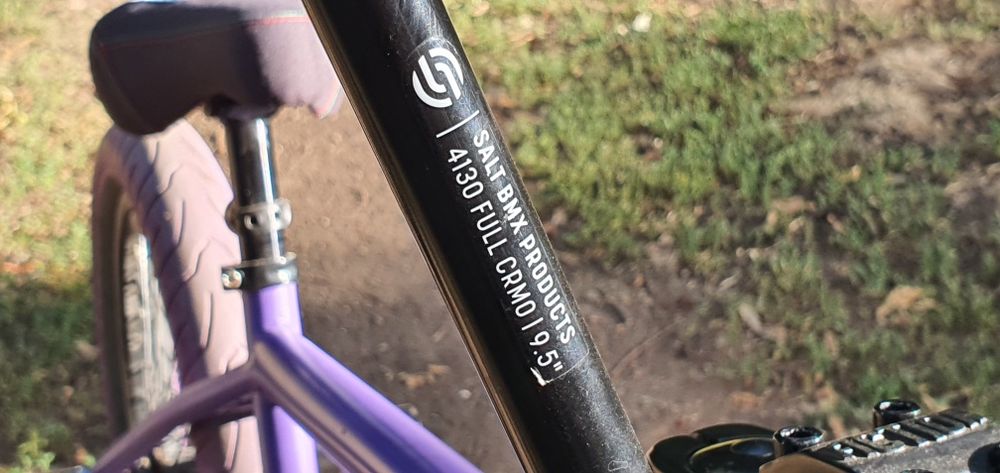 SALT BMX PRODUCTS
4130 FULL CRMO | 9.5"